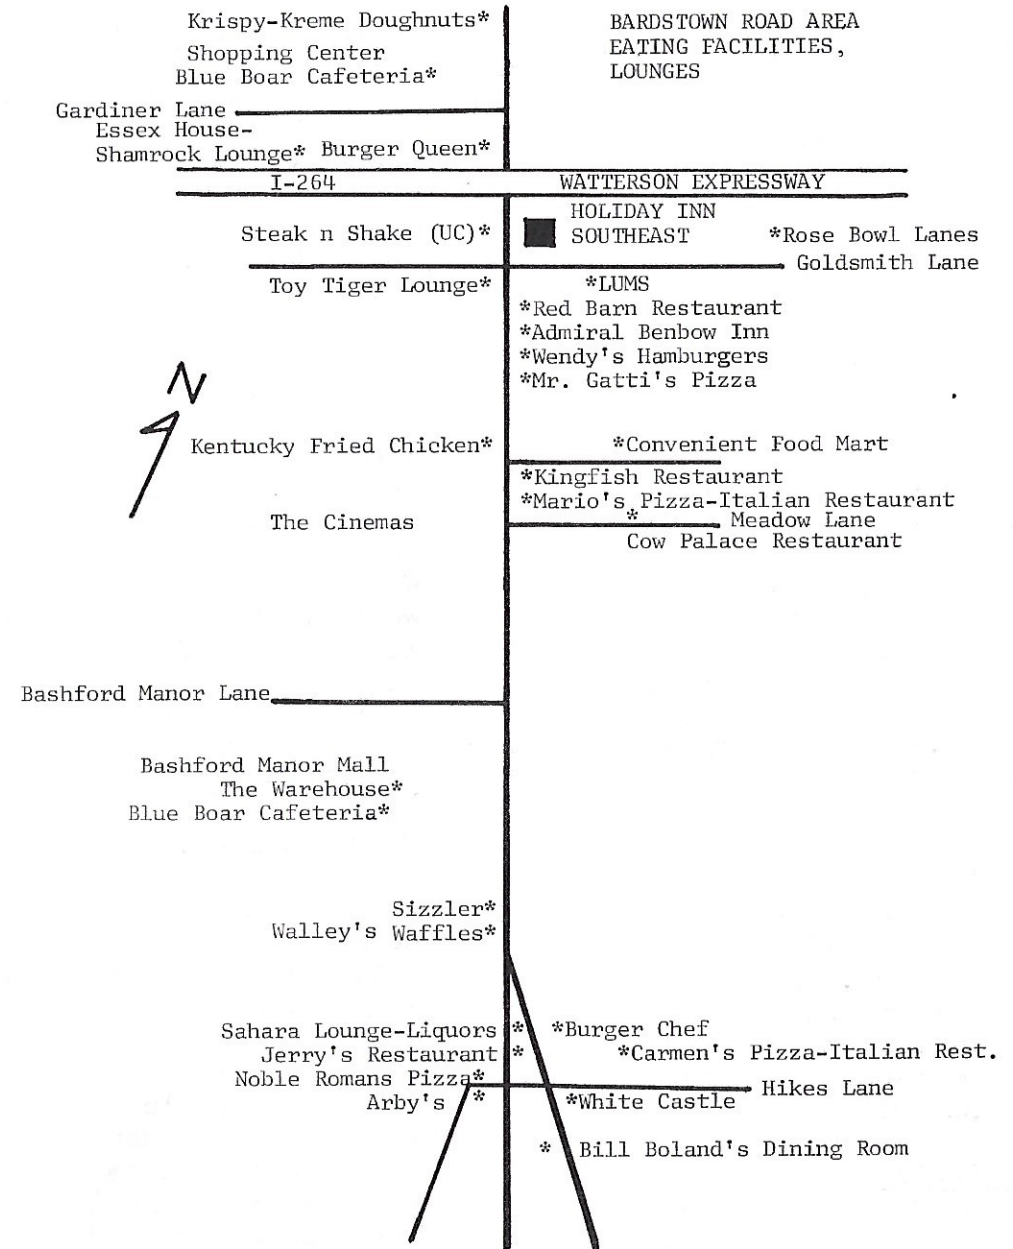 Krispy-Kreme Doughnuts*
BARDSTOWN ROAD AREA
EATING FACILITIES,
LOUNGES
Shopping Center
Blue Boar Cafeteria*
Gardiner Lane
Essex House-
Shamrock Lounge* Burger Queen*
I-264 WATTERSON EXPRESSWAY
HOLIDAY INN
SOUTHEAST
Steak n Shake (UC)*
*Rose Bowl Lanes
Goldsmith Lane
Toy Tiger Lounge*
*LUMS
*Red Barn Restaurant
*Admiral Benbow Inn
*Wendy's Hamburgers
*Mr. Gatti's Pizza
N
Kentucky Fried Chicken*
*Convenient Food Mart
*Kingfish Restaurant
*Mario's Pizza-Italian Restaurant
The Cinemas
* Meadow Lane
Cow Palace Restaurant
Bashford Manor Lane
Bashford Manor Mall
The Warehouse*
Blue Boar Cafeteria*
Sizzler*
Walley's Waffles*
Sahara Lounge-Liquors * *Burger Chef
Jerry's Restaurant * *Carmen's Pizza-Italian Rest.
Noble Romans Pizza*
Hikes Lane
Arby's * *White Castle
* Bill Boland's Dining Room